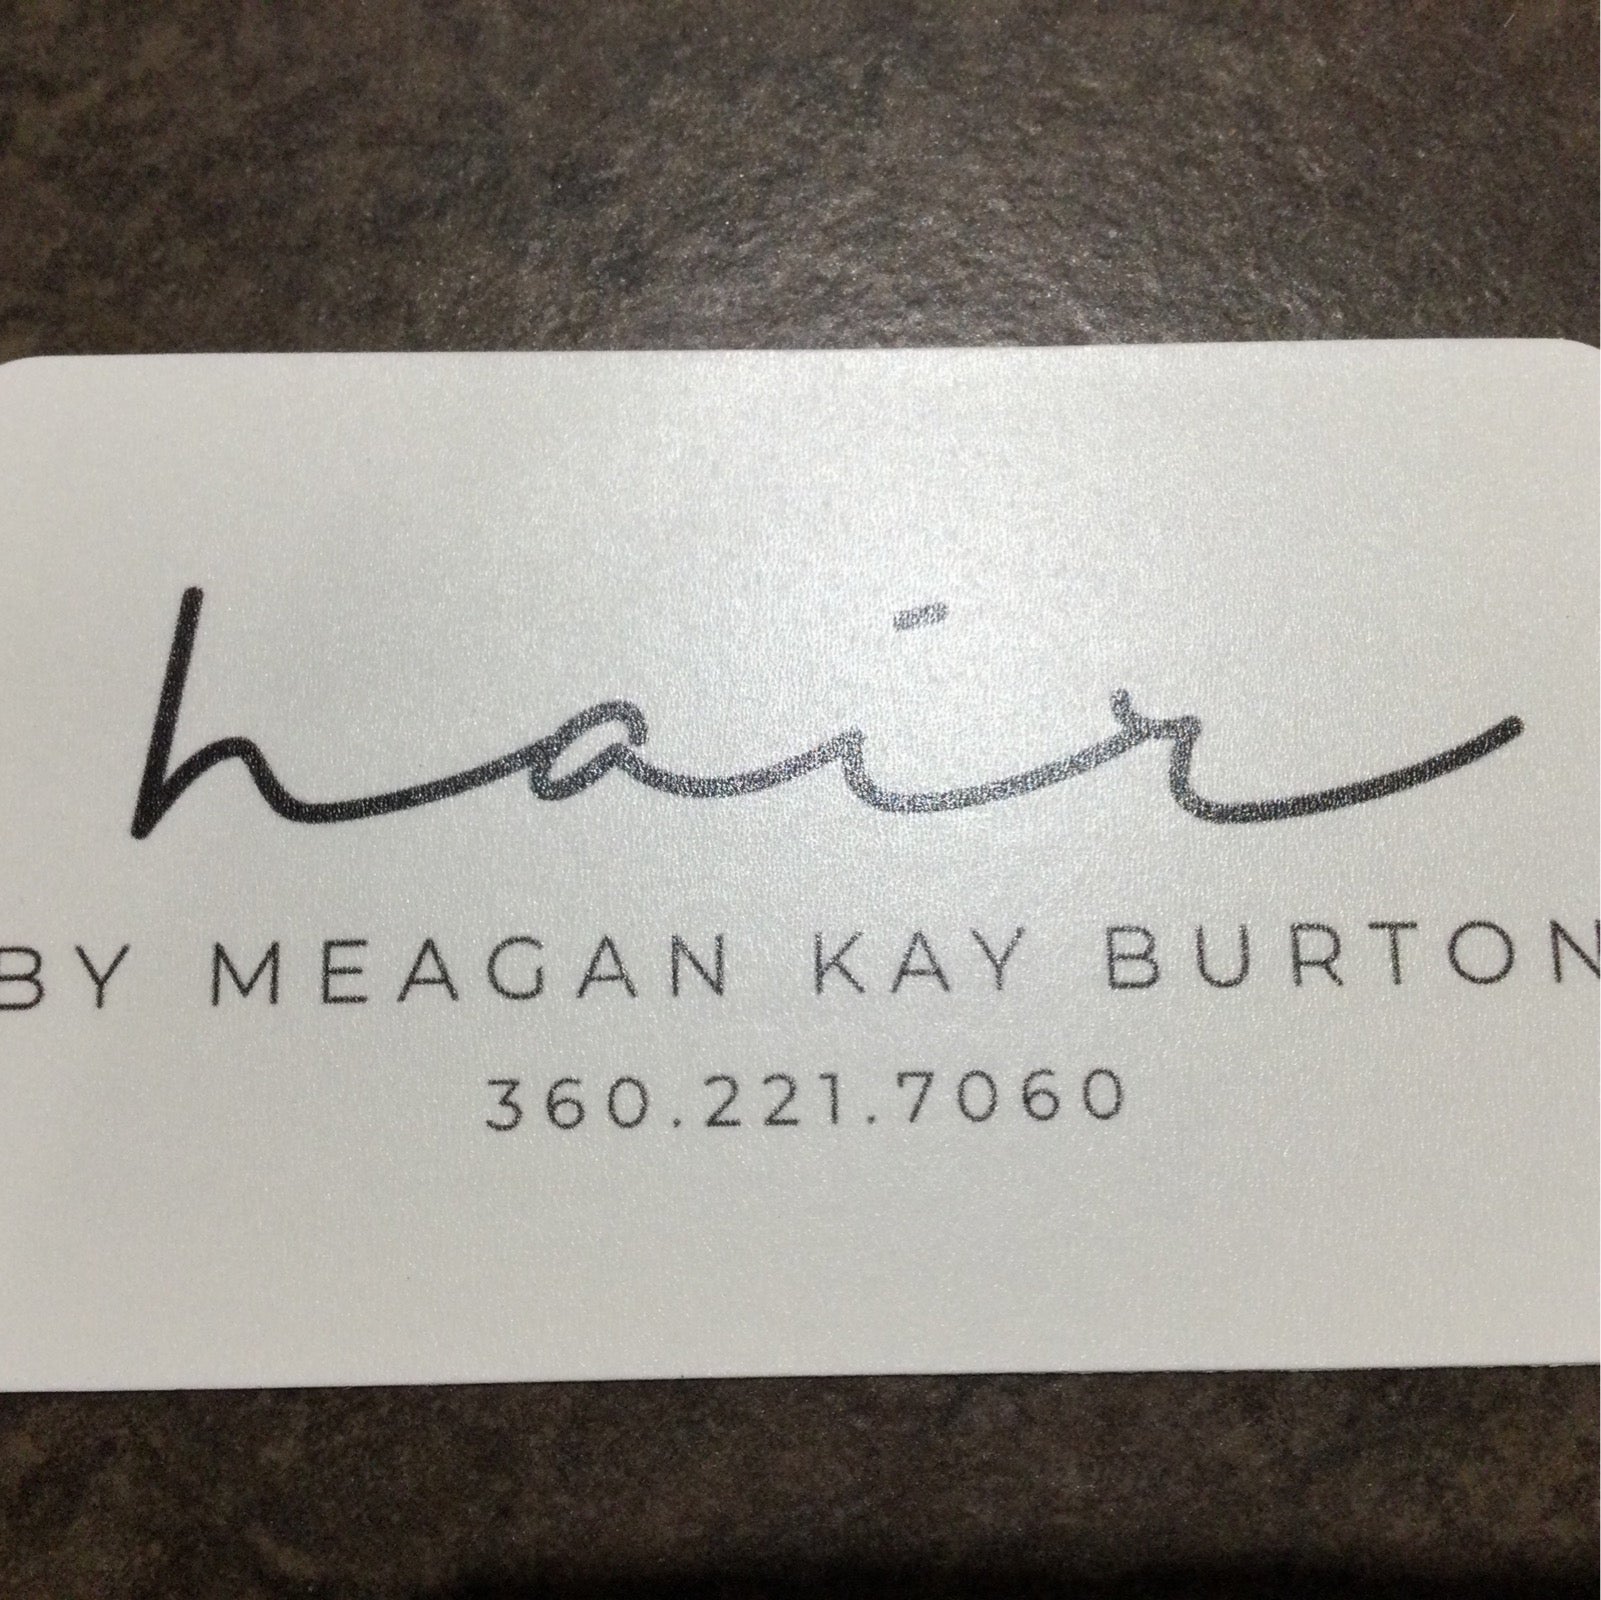 hair
BY MEAGAN KAY BURTON
360.221.7060